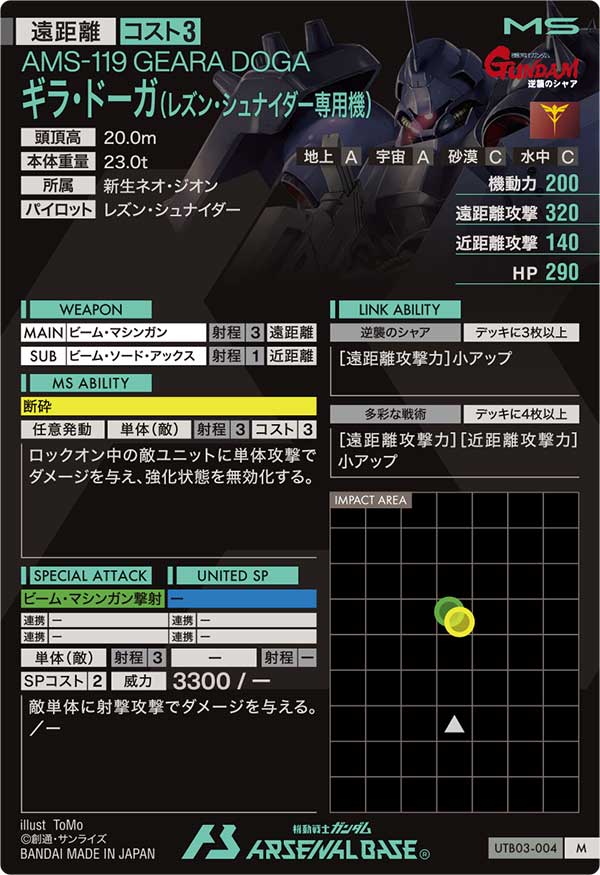 遠距離 コスト3
MS
AMS-119 GEARA DOGA
ギラ・ドーガ(レズン・シュナイダー専用機)
機動戦士ガンダム
GUNDAM
逆襲のシャア
頭頂高 20.0m
本体重量 23.0t
所属 新生ネオ・ジオン
パイロット レズン・シュナイダー
地上 A 宇宙 A 砂漠 C 水中 C
機動力 200
遠距離攻撃 320
近距離攻撃 140
HP 290
WEAPON
MAIN ビーム・マシンガン 射程 3 遠距離
SUB ビーム・ソード・アックス 射程 1 近距離
MS ABILITY
断砕
任意発動 単体(敵) 射程 3 コスト 3
ロックオン中の敵ユニットに単体攻撃で
ダメージを与え、強化状態を無効化する。
LINK ABILITY
逆襲のシャア デッキに3枚以上
[遠距離攻撃力]小アップ
多彩な戦術 デッキに4枚以上
[遠距離攻撃力][近距離攻撃力]
小アップ
IMPACT AREA
SPECIAL ATTACK UNITED SP
ビーム・マシンガン撃射 ー
連携 ー 連携 ー
連携 ー 連携 ー
単体(敵) 射程 3 ー 射程 ー
SPコスト 2 威力 3300 / ー
敵単体に射撃攻撃でダメージを与える。
/ー
illust ToMo
©創通・サンライズ
BANDAI MADE IN JAPAN
機動戦士ガンダム
ARSENAL BASE®
UTB03-004 M